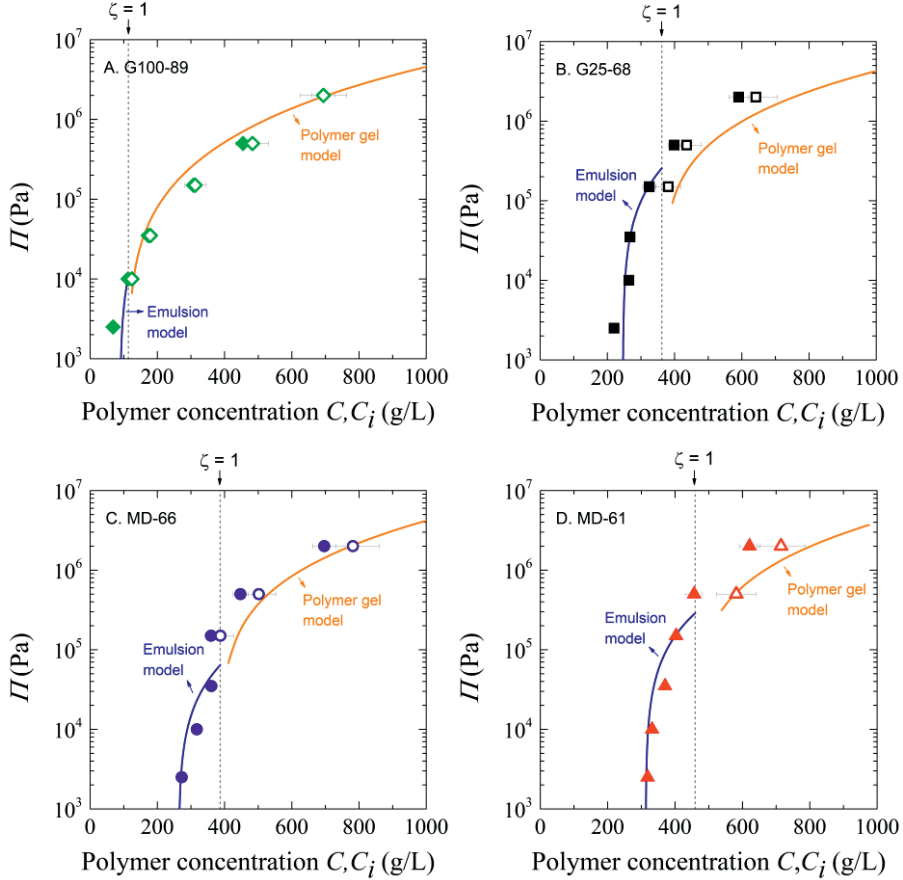 ζ = 1
ζ = 1
10⁷
10⁶
10⁵
10⁴
10³
Π (Pa)
A. G100-89
Polymer gel
model
Emulsion
model
0 200 400 600 800 1000
Polymer concentration C,Cᵢ (g/L)
10⁷
10⁶
10⁵
10⁴
10³
Π (Pa)
B. G25-68
Emulsion
model
Polymer gel
model
0 200 400 600 800 1000
Polymer concentration C,Cᵢ (g/L)
ζ = 1
ζ = 1
10⁷
10⁶
10⁵
10⁴
10³
Π (Pa)
C. MD-66
Polymer gel
model
Emulsion
model
0 200 400 600 800 1000
Polymer concentration C,Cᵢ (g/L)
10⁷
10⁶
10⁵
10⁴
10³
Π (Pa)
D. MD-61
Polymer gel
model
Emulsion
model
0 200 400 600 800 1000
Polymer concentration C,Cᵢ (g/L)